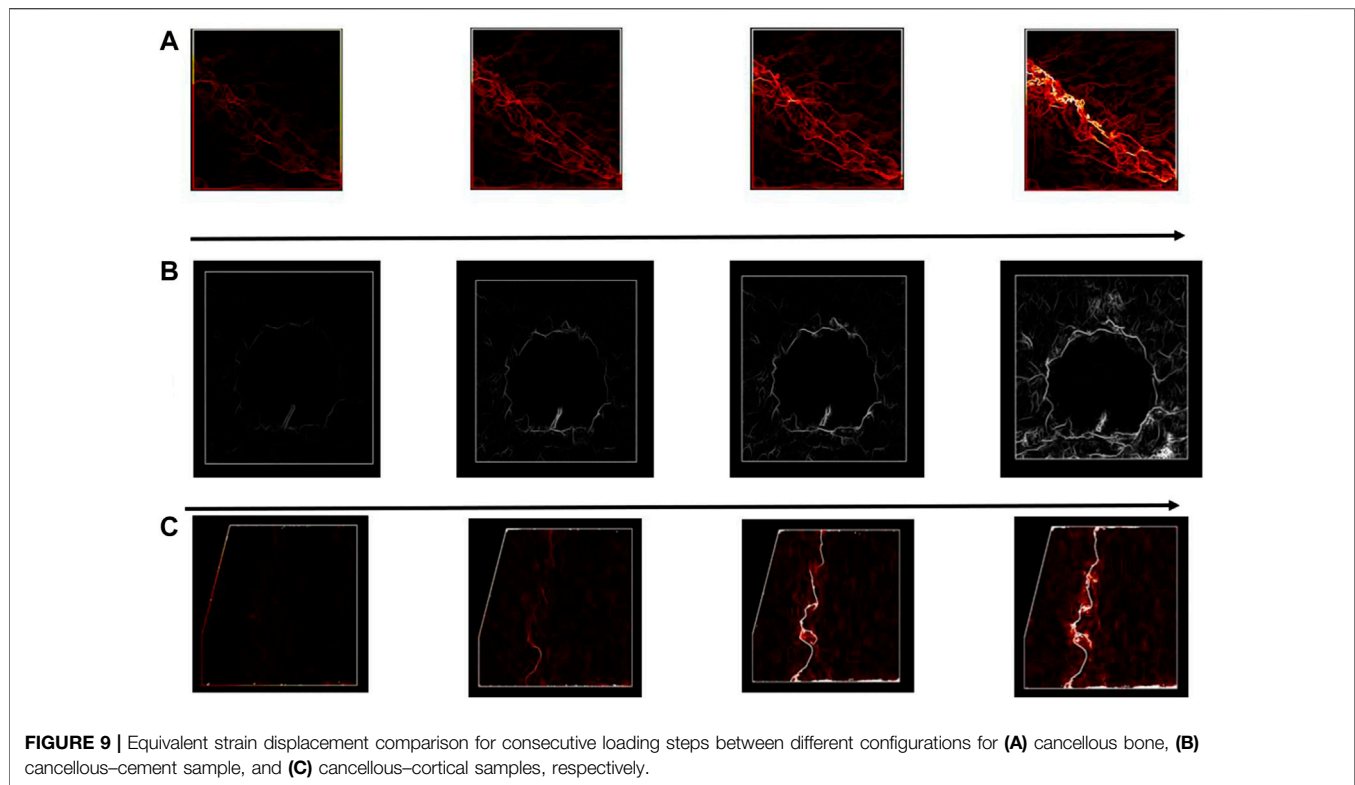 A
B
C
FIGURE 9 | Equivalent strain displacement comparison for consecutive loading steps between different configurations for (A) cancellous bone, (B)
cancellous–cement sample, and (C) cancellous–cortical samples, respectively.